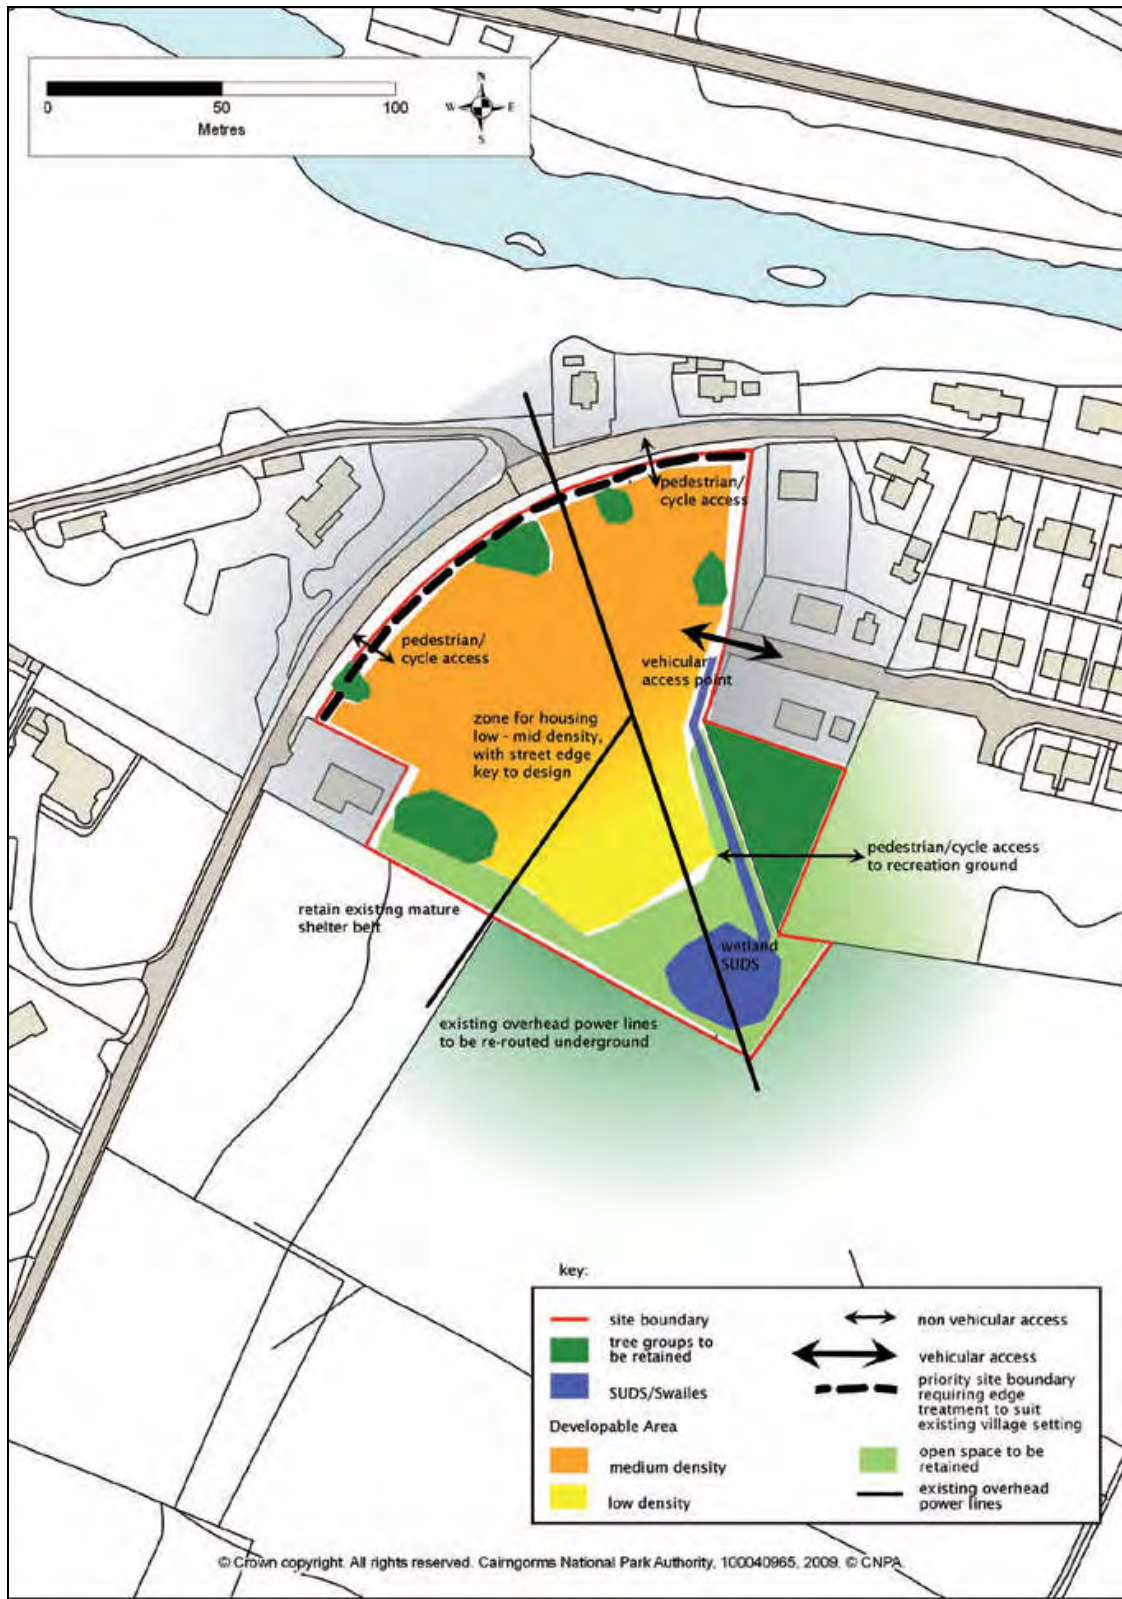 0 50 100
Metres
N
W E
S
pedestrian/
cycle access
pedestrian/
cycle access
vehicular
access point
zone for housing
low - mid density,
with street edge
key to design
pedestrian/cycle access
to recreation ground
retain existing mature
shelter belt
wetland
SUDS
existing overhead power lines
to be re-routed underground
key:
site boundary
tree groups to
be retained
SUDS/Swailes
Developable Area
medium density
low density
non vehicular access
vehicular access
priority site boundary
requiring edge
treatment to suit
existing village setting
open space to be
retained
existing overhead
power lines
© Crown copyright. All rights reserved. Cairngorms National Park Authority, 100040965, 2009. © CNPA.